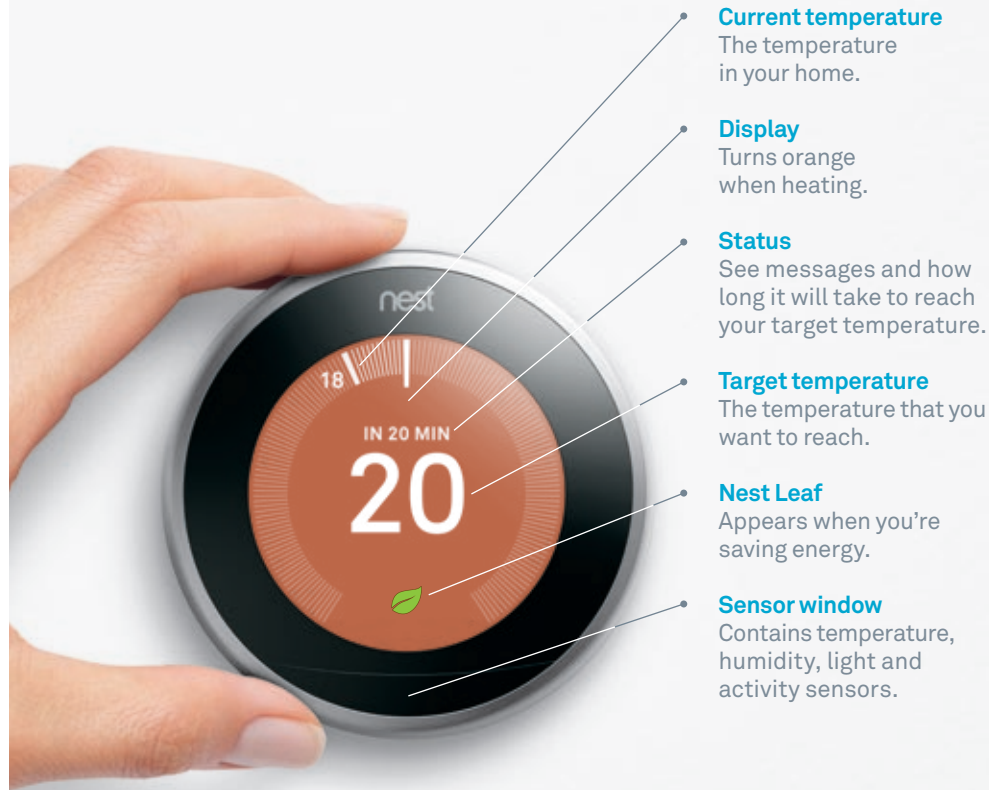 Current temperature
The temperature
in your home.
Display
Turns orange
when heating.
Status
See messages and how
long it will take to reach
your target temperature.
Target temperature
The temperature that you
want to reach.
Nest Leaf
Appears when you're
saving energy.
Sensor window
Contains temperature,
humidity, light and
activity sensors.
nest
18
IN 20 MIN
20